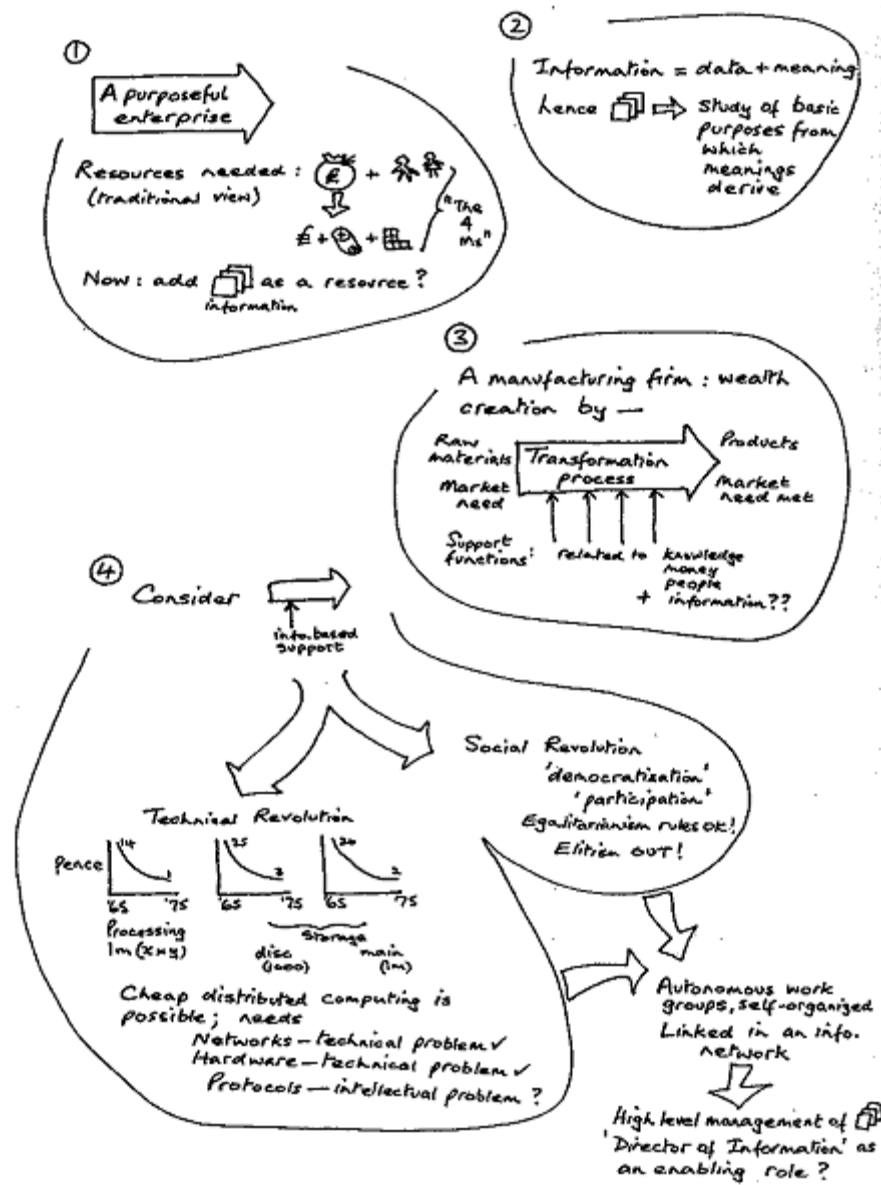 ①
A purposeful
enterprise
Resources needed : £ +
(traditional view)
£ + +
"The
4
Ms"
Now : add as a resource ?
information
②
Information = data + meaning
hence ⇒ study of basic
purposes from
which
meanings
derive
③
A manufacturing firm : wealth
creation by —
Raw
materials
Market
need
Transformation
process
Products
Market
need met
Support
functions:
related to knowledge
money
people
+ information??
④
Consider
info. based
support
Social Revolution
'democratisation'
'participation'
Egalitarianism rules OK!
Elitism OUT!
Technical Revolution
Pence
14 1
'65 '75
Processing
1m (x×y)
25 3
'65 '75
20 2
'65 '75
storage
disc
(1000)
main
(1m)
Cheap distributed computing is
possible; needs
Networks – technical problem ✓
Hardware – technical problem ✓
Protocols — intellectual problem ?
Autonomous work
groups, self-organized
Linked in an info.
network
High level management of
'Director of Information' as
an enabling role ?